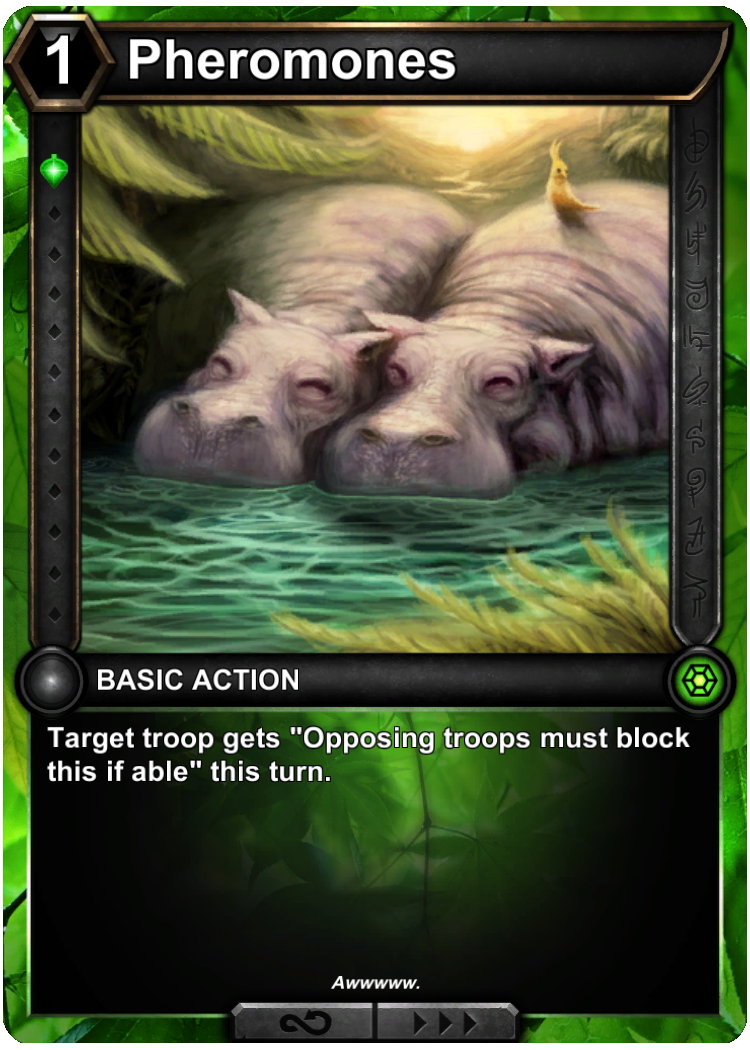 1
Pheromones
BASIC ACTION
Target troop gets "Opposing troops must block
this if able" this turn.
Awwwww.